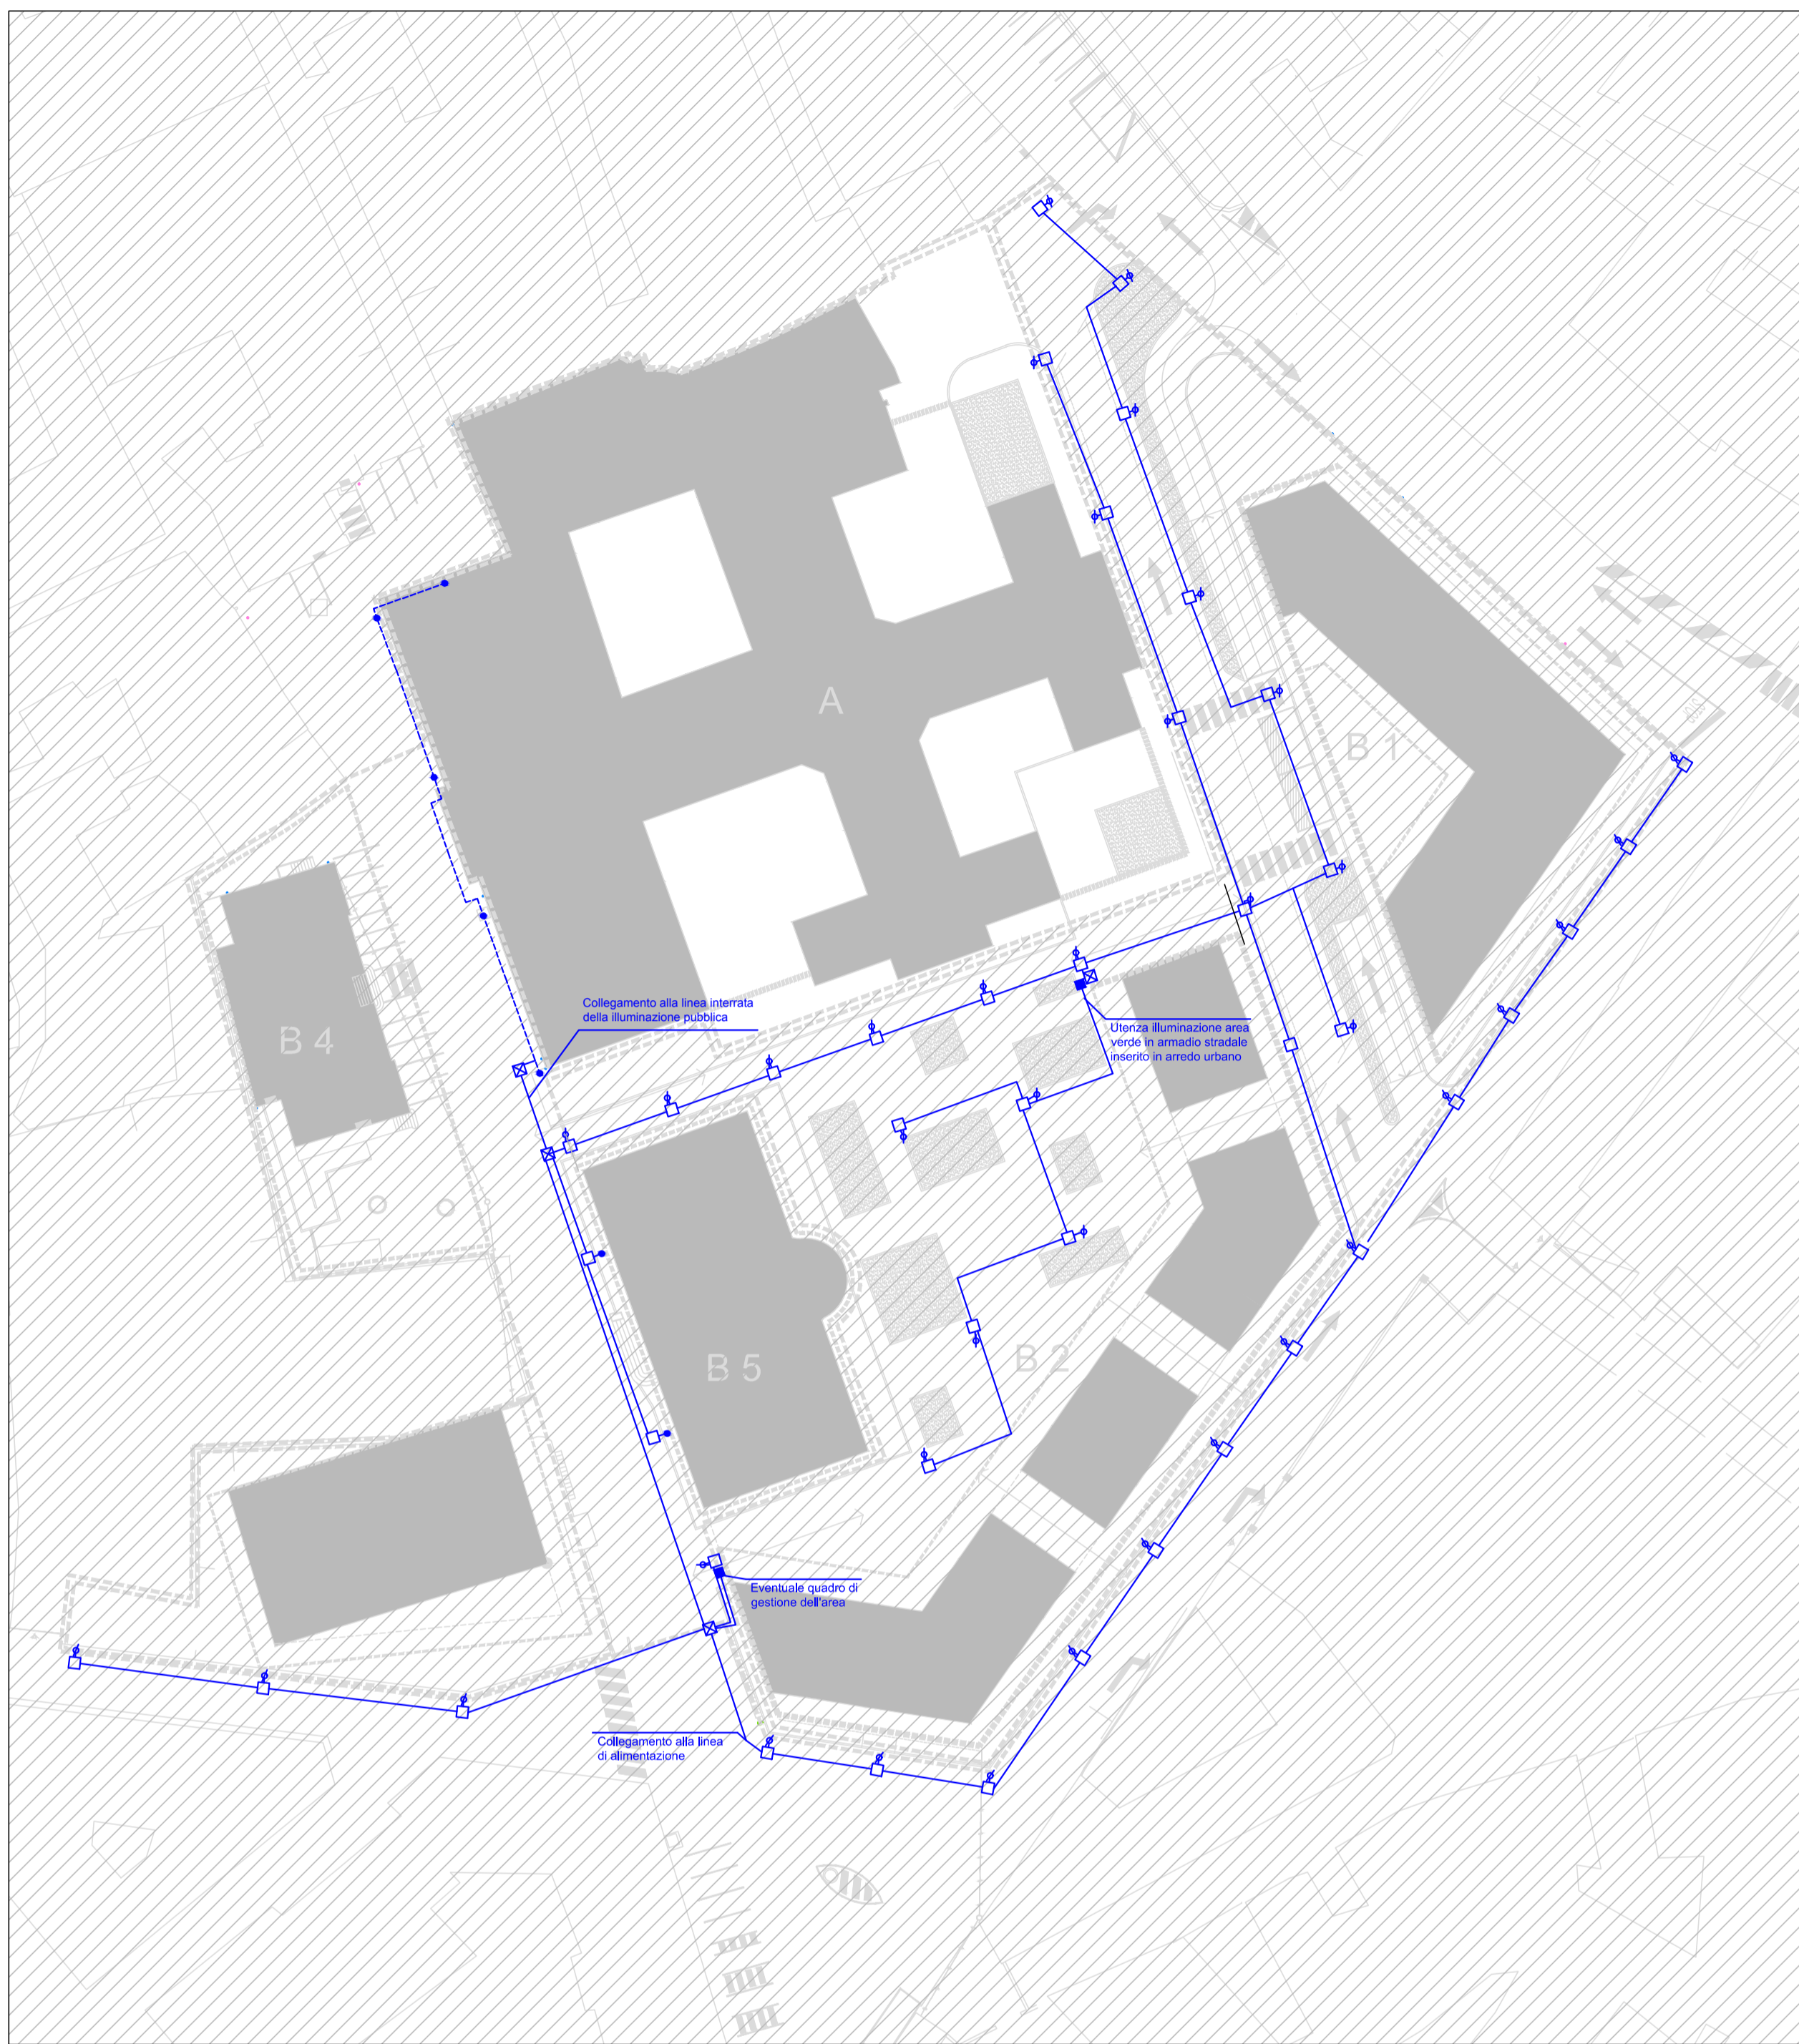 A
B 1
Collegamento alla linea interrata
della illuminazione pubblica
B 4
Utenza illuminazione area
verde in armadio stradale
inserito in arredo urbano
B 5
B 2
Eventuale quadro di
gestione dell'area
Collegamento alla linea
di alimentazione